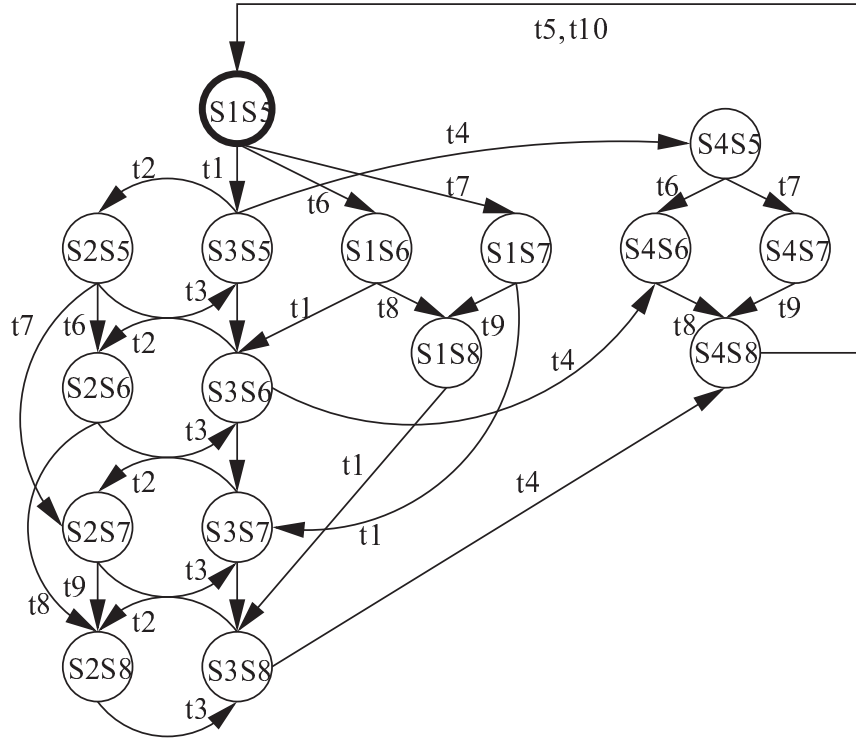 t5,t10
S1S5
t4
S4S5
t2
t1
t6
t7
t6
t7
S2S5
S3S5
S1S6
S1S7
S4S6
S4S7
t3
t1
t8
t9
t8
t9
t7
t6
t2
S1S8
S4S8
t4
S2S6
S3S6
t3
t1
t2
t4
S2S7
S3S7
t1
t3
t9
t8
t2
S2S8
S3S8
t3